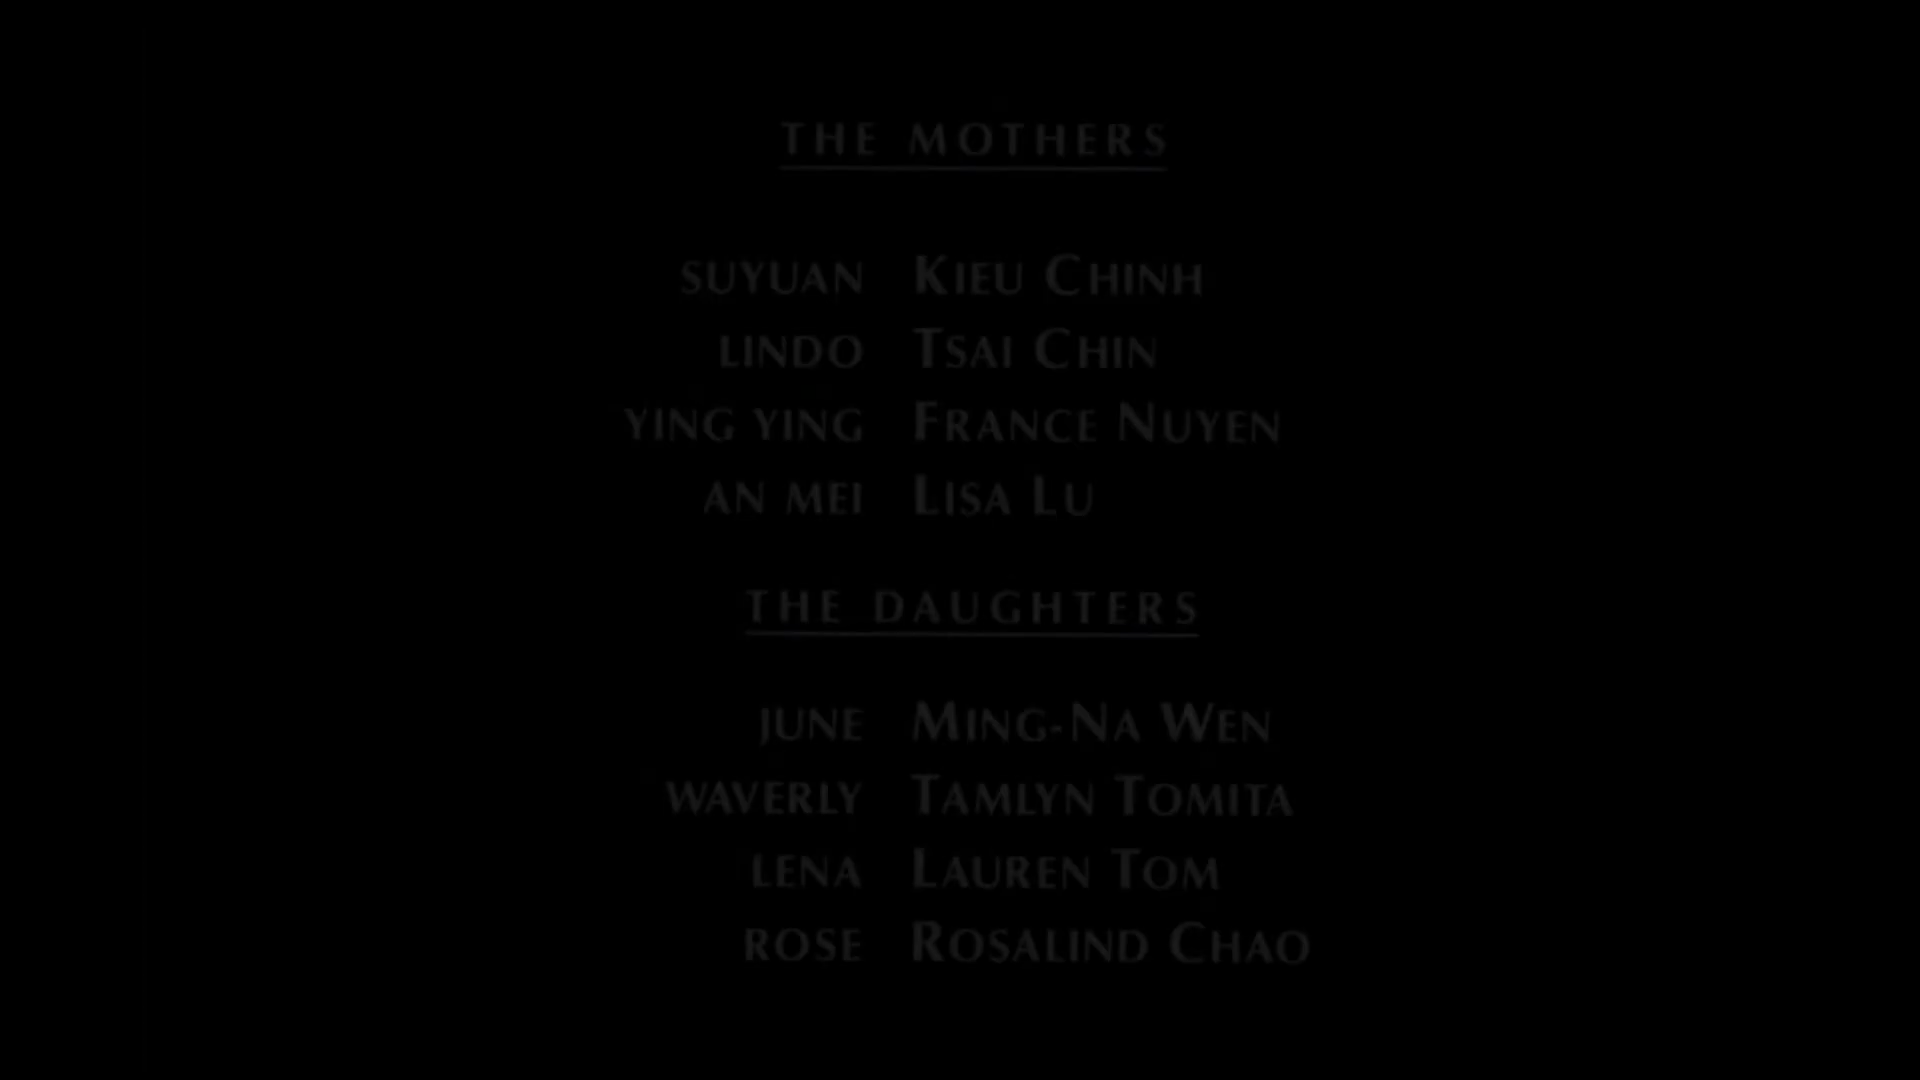 THE MOTHERS
SUYUAN KIEU CHINH
LINDO TSAI CHIN
YING YING FRANCE NUYEN
AN MEI LISA LU
THE DAUGHTERS
JUNE MING-NA WEN
WAVERLY TAMLYN TOMITA
LENA LAUREN TOM
ROSE ROSALIND CHAO